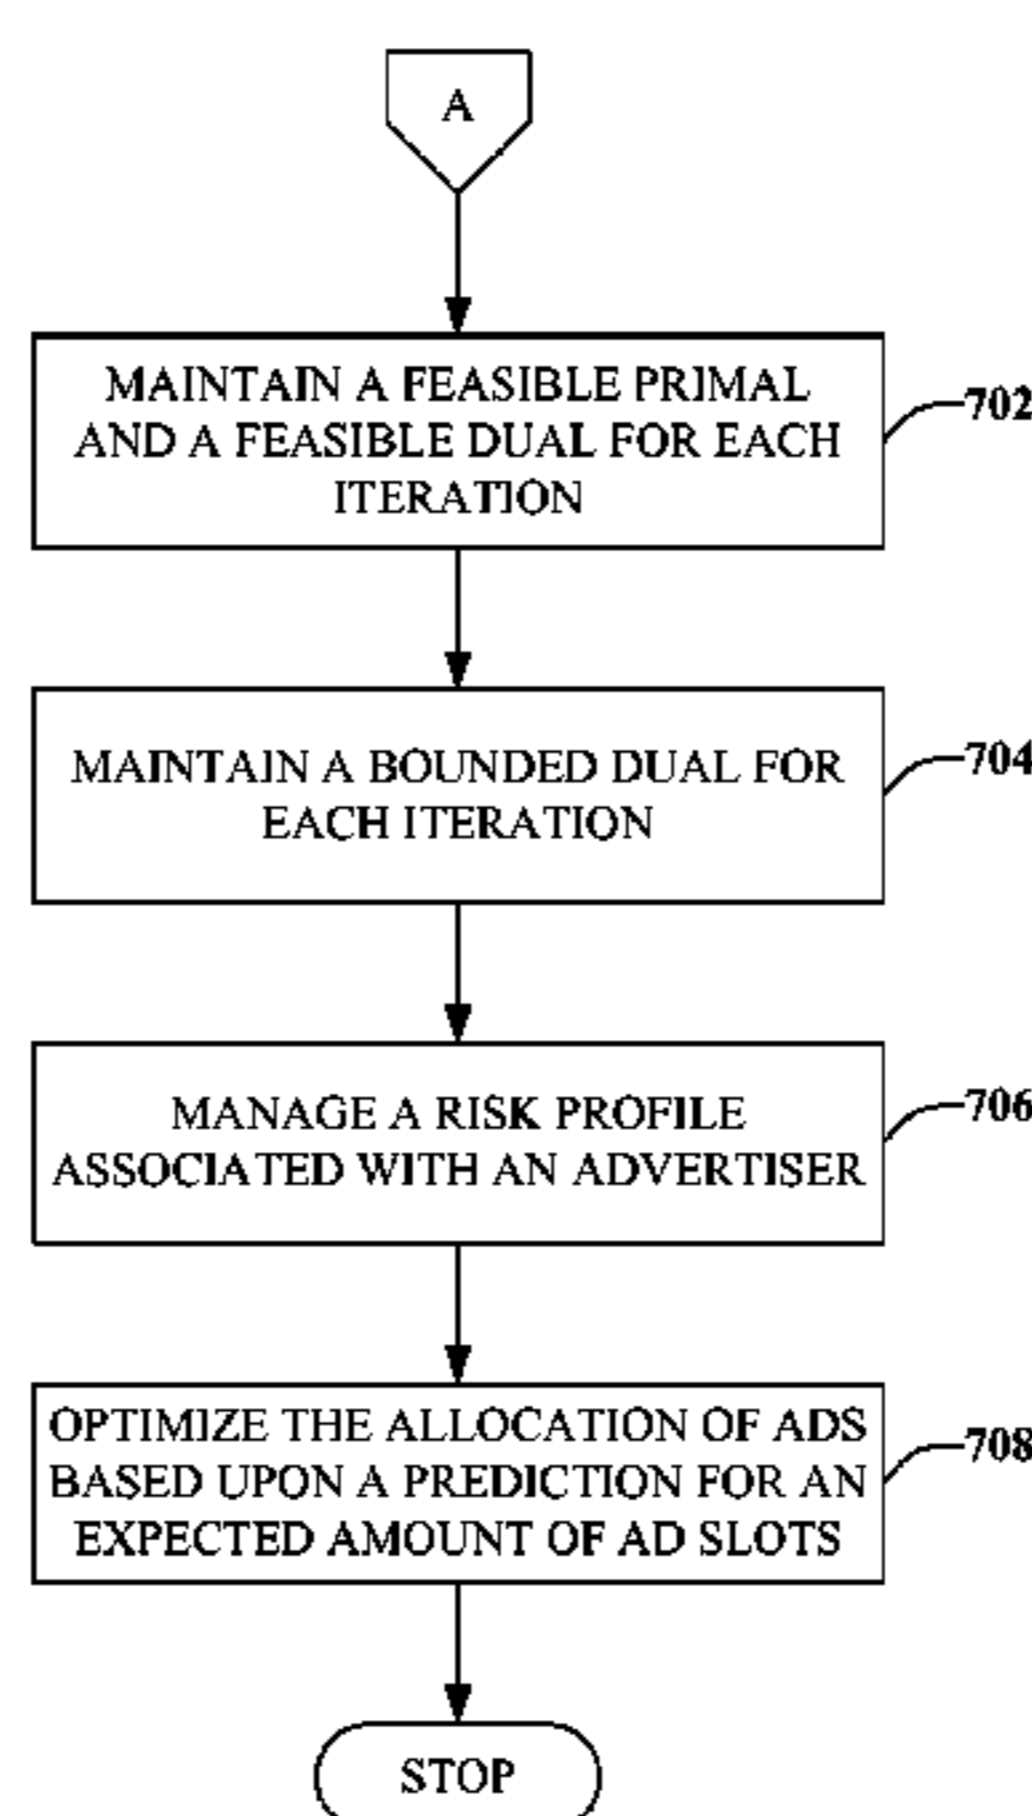 A
MAINTAIN A FEASIBLE PRIMAL
AND A FEASIBLE DUAL FOR EACH
ITERATION
702
MAINTAIN A BOUNDED DUAL FOR
EACH ITERATION
704
MANAGE A RISK PROFILE
ASSOCIATED WITH AN ADVERTISER
706
OPTIMIZE THE ALLOCATION OF ADS
BASED UPON A PREDICTION FOR AN
EXPECTED AMOUNT OF AD SLOTS
708
STOP